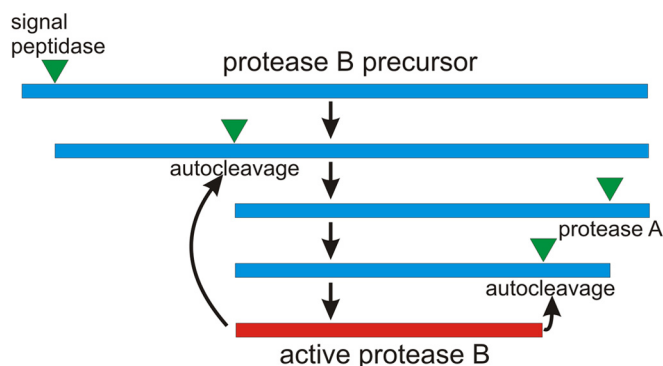 signal
peptidase
protease B precursor
autocleavage
protease A
autocleavage
active protease B